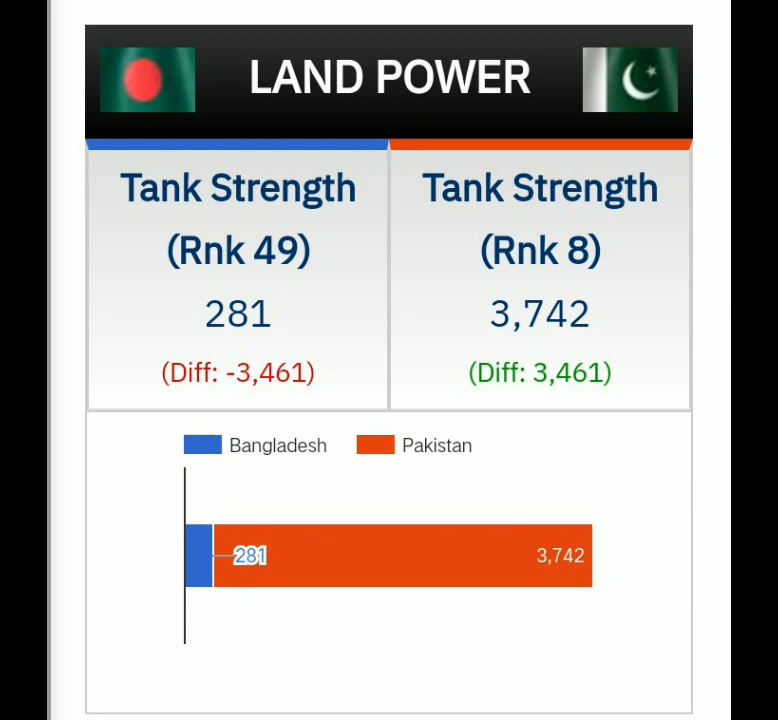 LAND POWER
Tank Strength
(Rnk 49)
281
(Diff: -3,461)
Tank Strength
(Rnk 8)
3,742
(Diff: 3,461)
Bangladesh
Pakistan
281
3,742